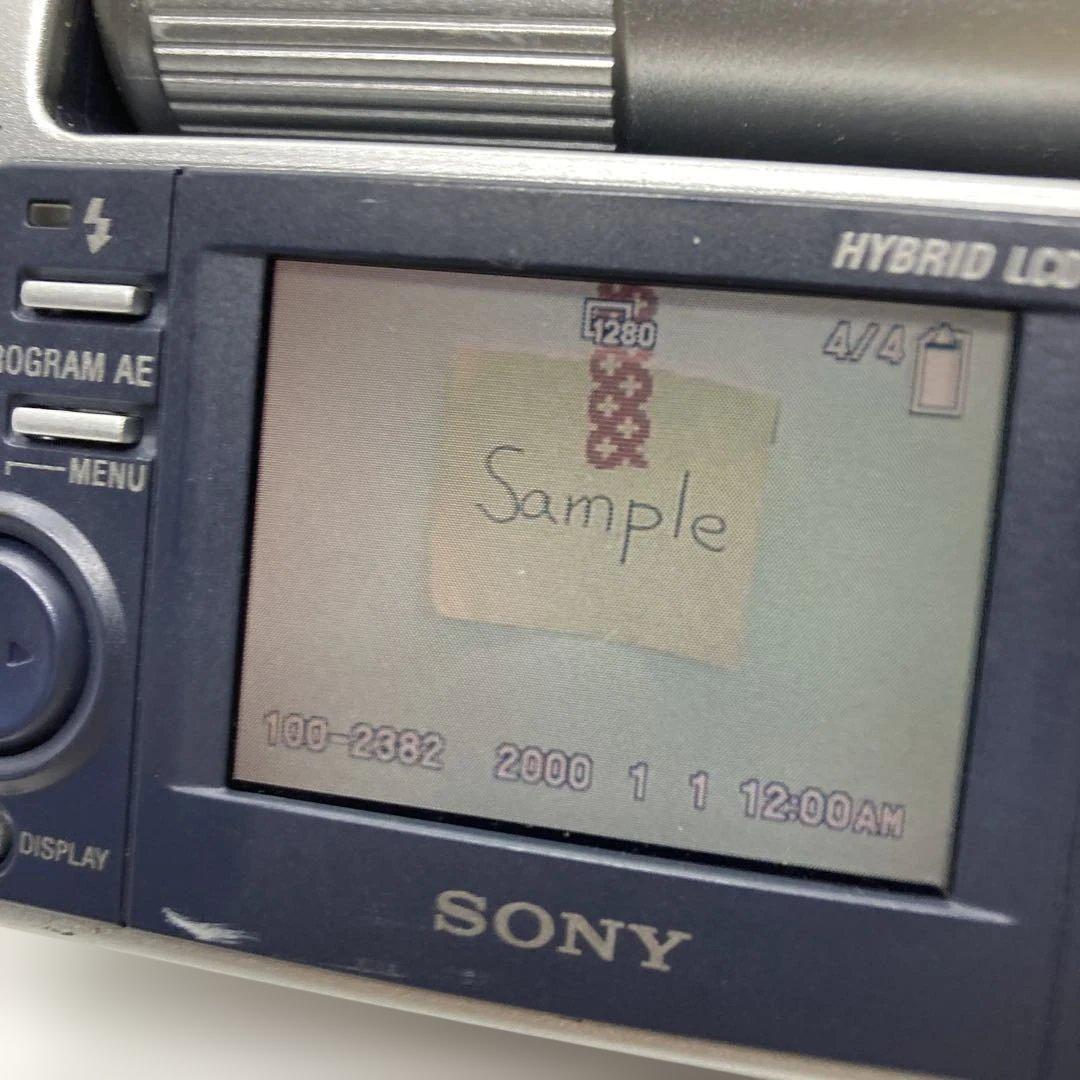 HYBRID LCD
1280
4/4
ROGRAM AE
MENU
Sample
100-2382 2000 1 1 12:00AM
DISPLAY
SONY